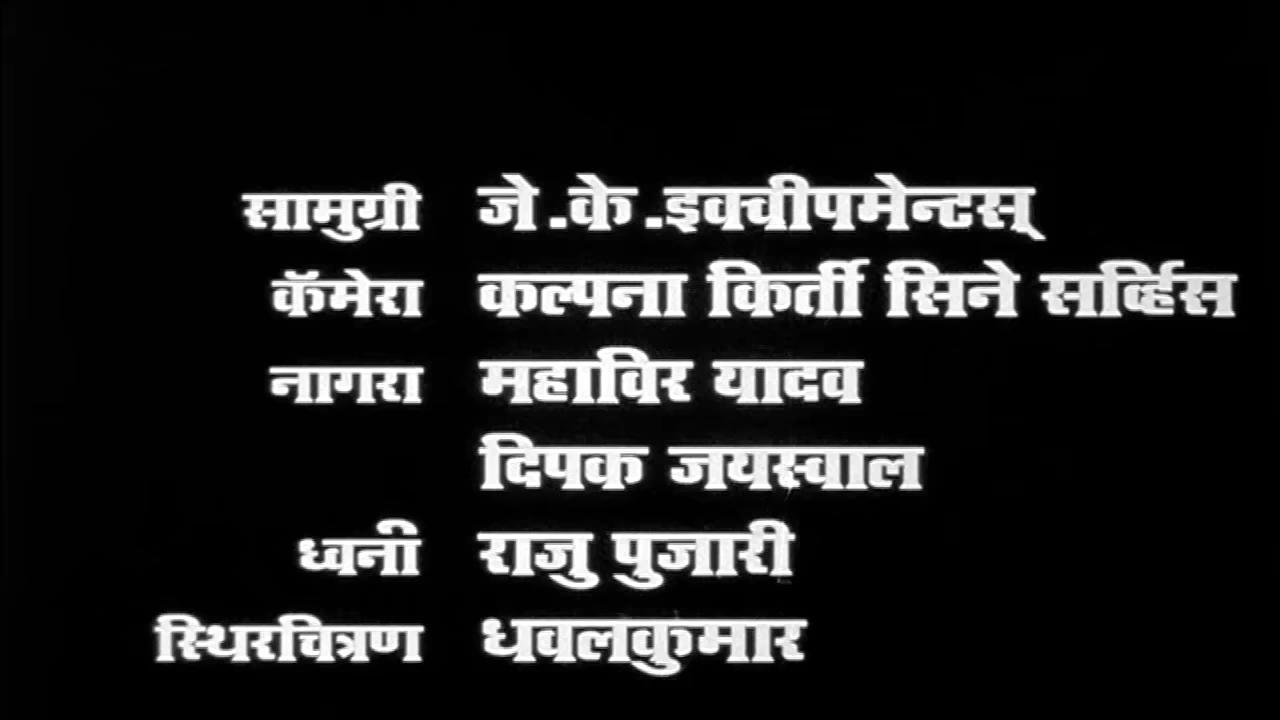 सामुग्री जे.के.इक्वीपमेन्टस्
कॅमेरा कल्पना किर्ती सिने सर्व्हिस
नागरा महाविर यादव
दिपक जयस्वाल
ध्वनी राजु पुजारी
स्थिरचित्रण धवलकुमार